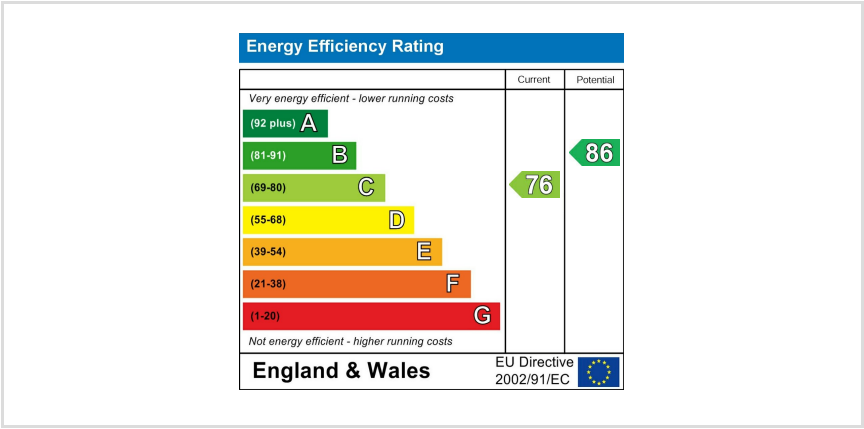 Energy Efficiency Rating
Current Potential
Very energy efficient - lower running costs
(92 plus) A
(81-91) B
86
(69-80) C
76
(55-68) D
(39-54) E
(21-38) F
(1-20) G
Not energy efficient - higher running costs
England & Wales
EU Directive
2002/91/EC